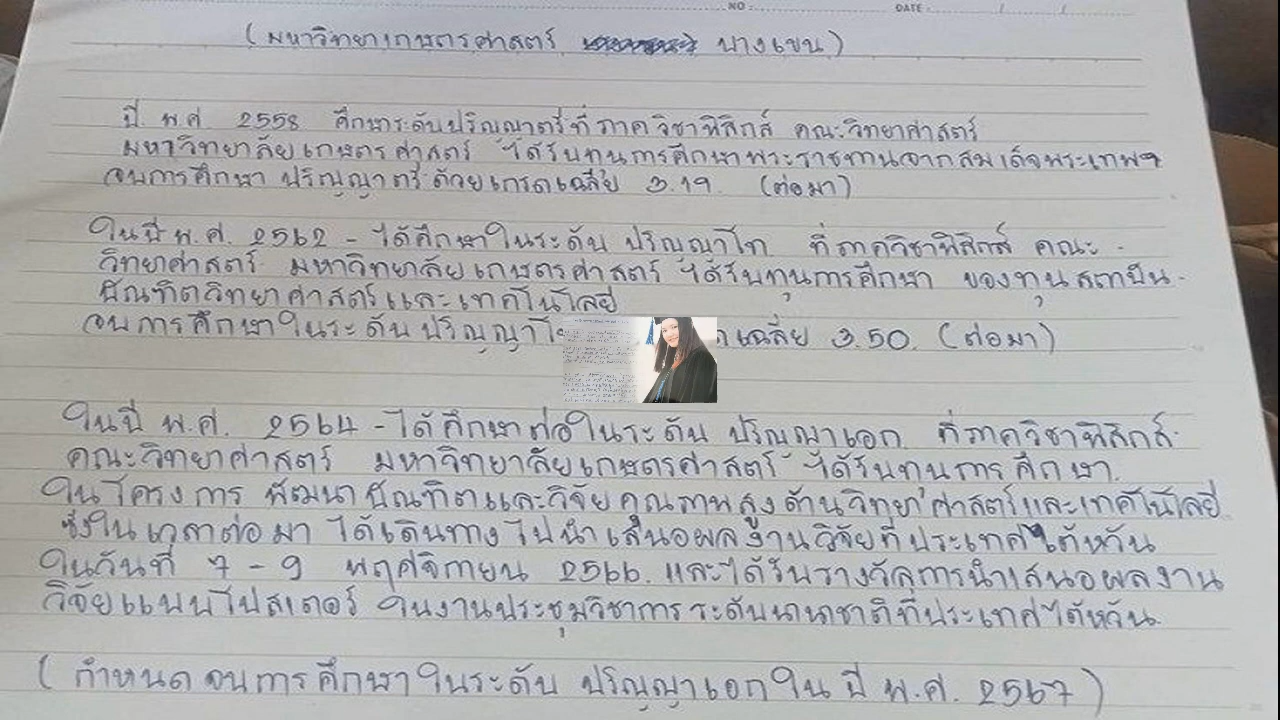 NO : DATE : / /
(มหาวิทยาเกษตรศาสตร์ บางเขน)
ปี พ.ศ 2558 ศึกษาระดับปริญญาตรีที่ภาควิชาฟิสิกส์ คณะวิทยาศาสตร์
มหาวิทยาลัยเกษตรศาสตร์ ได้รับทุนการศึกษาพระราชทานจากสมเด็จพระเทพฯ
จบการศึกษา ปริญญาตรีด้วยเกรดเฉลี่ย 3.19. (ต่อมา)
ในปี พ.ศ. 2562 - ได้ศึกษาในระดับ ปริญญาโท ที่ภาควิชาฟิสิกส์ คณะ -
วิทยาศาสตร์ มหาวิทยาลัยเกษตรศาสตร์ ได้รับทุนการศึกษา ของทุนสถาบัน -
บัณฑิตวิทยาศาสตร์และเทคโนโลยี
จบการศึกษาในระดับปริญญาโ เฉลี่ย 3.50. (ต่อมา)
ในปี พ.ศ. 2564 - ได้ศึกษาต่อในระดับ ปริญญาเอก ที่ภาควิชาฟิสิกส์
คณะวิทยาศาสตร์ มหาวิทยาลัยเกษตรศาสตร์ ได้รับทุนการศึกษา
ในโครงการ พัฒนาบัณฑิตและวิจัยคุณภาพสูงด้านวิทยาศาสตร์และเทคโนโลยี
ซึ่งในเวลาต่อมา ได้เดินทางไปนำเสนอผลงานวิจัยที่ประเทศไต้หวัน
ในวันที่ 7 - 9 พฤศจิกายน 2566. และได้รับรางวัลการนำเสนอผลงาน
วิจัยแบบโปสเตอร์ ในงานประชุมวิชาการระดับนานาชาติที่ประเทศไต้หวัน
(กำหนดจบการศึกษาในระดับ ปริญญาเอกใน ปี พ.ศ. 2567)